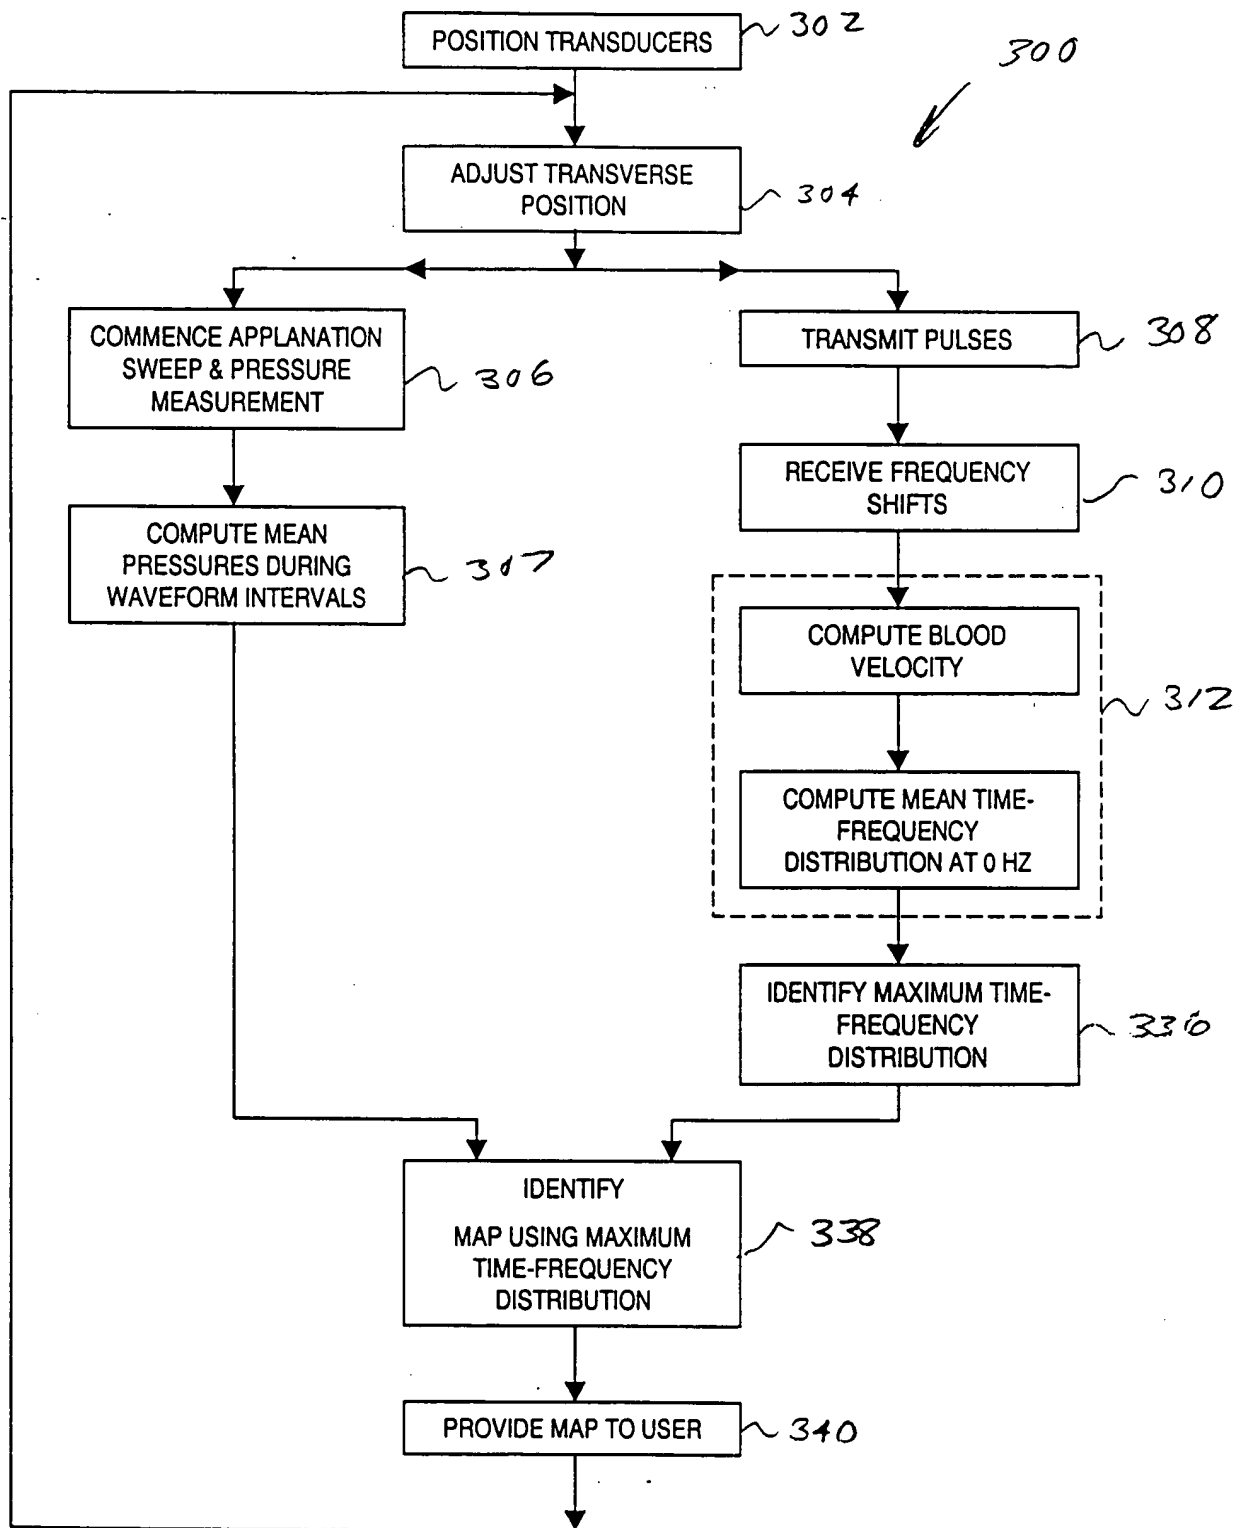 POSITION TRANSDUCERS
302
300
ADJUST TRANSVERSE
POSITION
304
COMMENCE APPLANATION
SWEEP & PRESSURE
MEASUREMENT
306
TRANSMIT PULSES
308
RECEIVE FREQUENCY
SHIFTS
310
COMPUTE MEAN
PRESSURES DURING
WAVEFORM INTERVALS
307
COMPUTE BLOOD
VELOCITY
312
COMPUTE MEAN TIME-
FREQUENCY
DISTRIBUTION AT 0 HZ
IDENTIFY MAXIMUM TIME-
FREQUENCY
DISTRIBUTION
336
IDENTIFY
MAP USING MAXIMUM
TIME-FREQUENCY
DISTRIBUTION
338
PROVIDE MAP TO USER
340